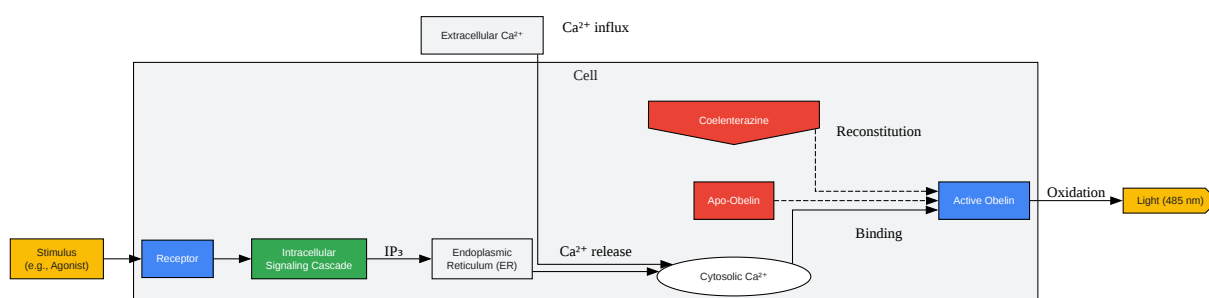 Extracellular Ca²⁺
Ca²⁺ influx
Cell
Coelenterazine
Reconstitution
Apo-Obelin
Active Obelin
Oxidation
Light (485 nm)
Binding
Stimulus
(e.g., Agonist)
Receptor
Intracellular
Signaling Cascade
IP₃
Endoplasmic
Reticulum (ER)
Ca²⁺ release
Cytosolic Ca²⁺